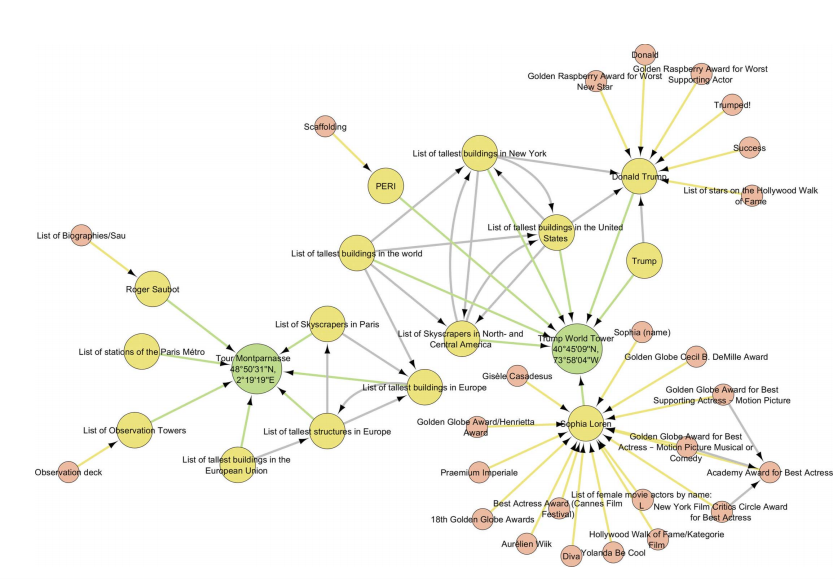 Donald
Golden Raspberry Award for Worst
New Star
Golden Raspberry Award for Worst
Supporting Actor
Trumped!
Scaffolding
List of tallest buildings in New York
Success
PERI
Donald Trump
List of stars on the Hollywood Walk
of Fame
List of Biographies/Sau
List of tallest buildings in the United
States
List of tallest buildings in the world
Trump
Roger Saubot
List of Skyscrapers in Paris
List of Skyscrapers in North- and
Central America
Trump World Tower
40°45'09"N,
73°58'04"W
Sophia (name)
List of stations of the Paris Métro
Tour Montparnasse
48°50'31"N,
2°19'19"E
Golden Globe Cecil B. DeMille Award
Gisèle Casadesus
List of tallest buildings in Europe
Golden Globe Award for Best
Supporting Actress - Motion Picture
List of Observation Towers
List of tallest structures in Europe
Golden Globe Award/Henrietta
Award
Sophia Loren
Golden Globe Award for Best
Actress - Motion Picture Musical or
Comedy
List of tallest buildings in the
European Union
Observation deck
Praemium Imperiale
Academy Award for Best Actress
Best Actress Award (Cannes Film
Festival)
List of female movie actors by name:
L
New York Film Critics Circle Award
for Best Actress
18th Golden Globe Awards
Hollywood Walk of Fame/Kategorie
Film
Aurélien Wiik
Diva
Yolanda Be Cool